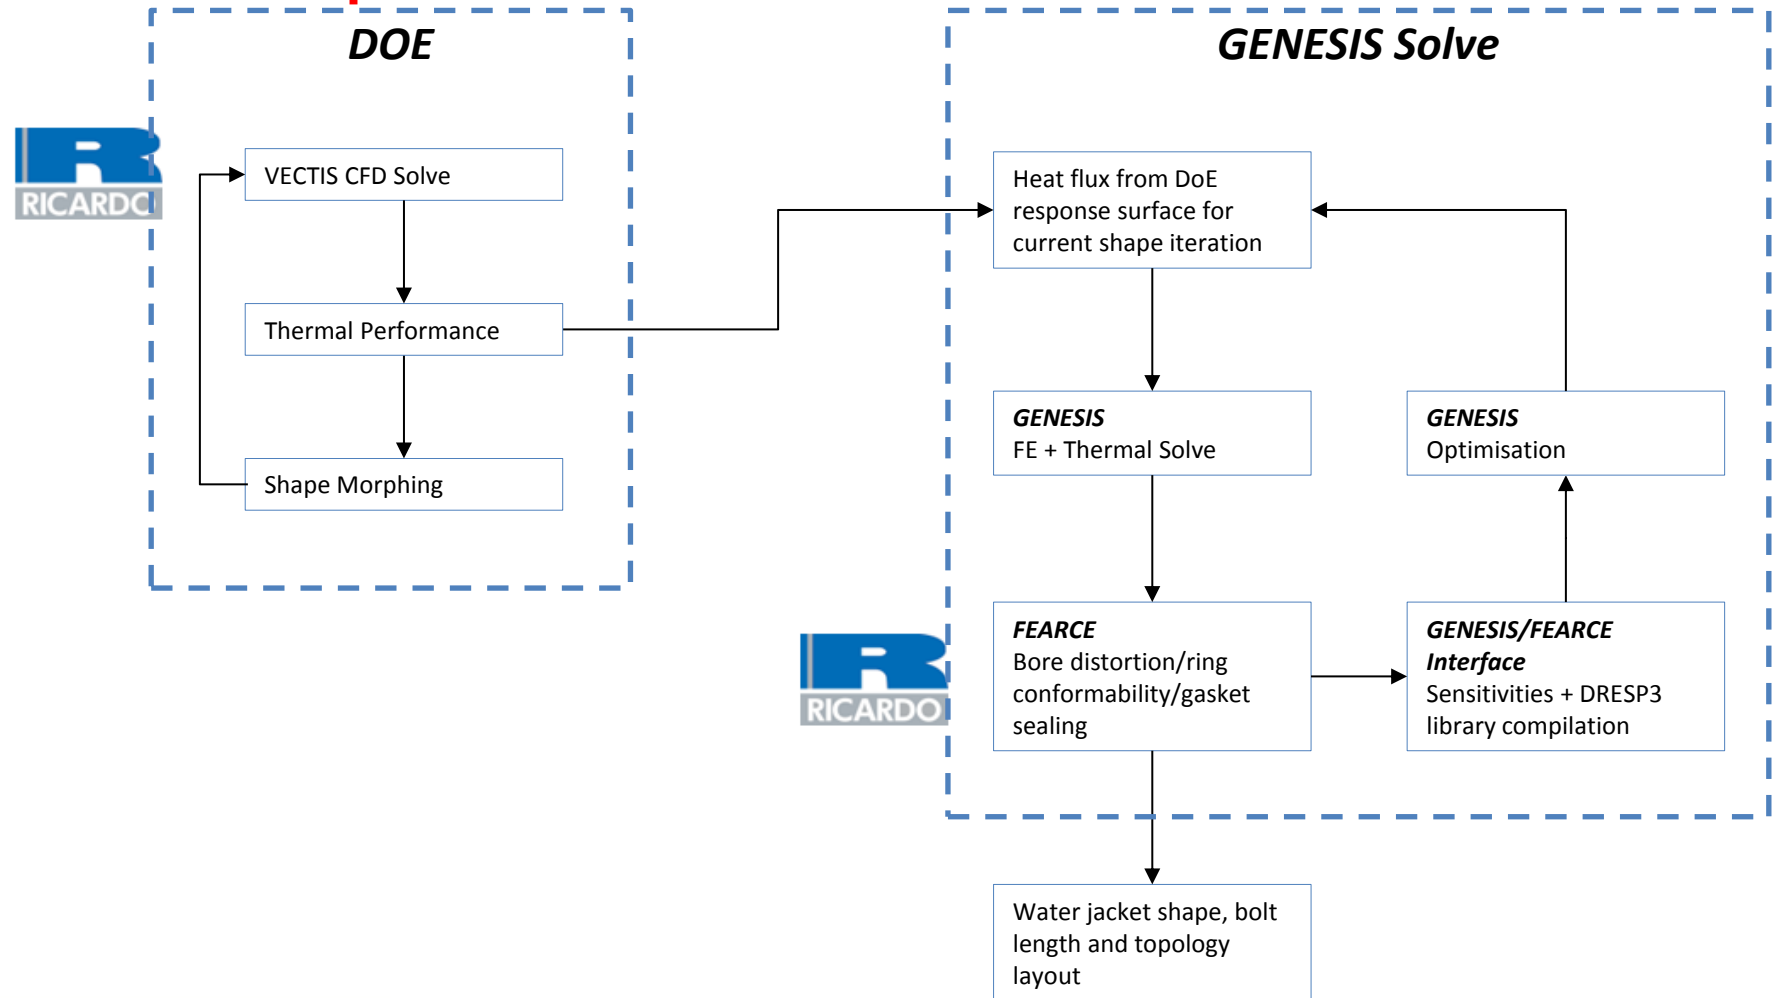 DOE
GENESIS Solve
RICARDO
VECTIS CFD Solve
Thermal Performance
Shape Morphing
Heat flux from DoE
response surface for
current shape iteration
GENESIS
FE + Thermal Solve
GENESIS
Optimisation
RICARDO
FEARCE
Bore distortion/ring
conformability/gasket
sealing
GENESIS/FEARCE
Interface
Sensitivities + DRESP3
library compilation
Water jacket shape, bolt
length and topology
layout